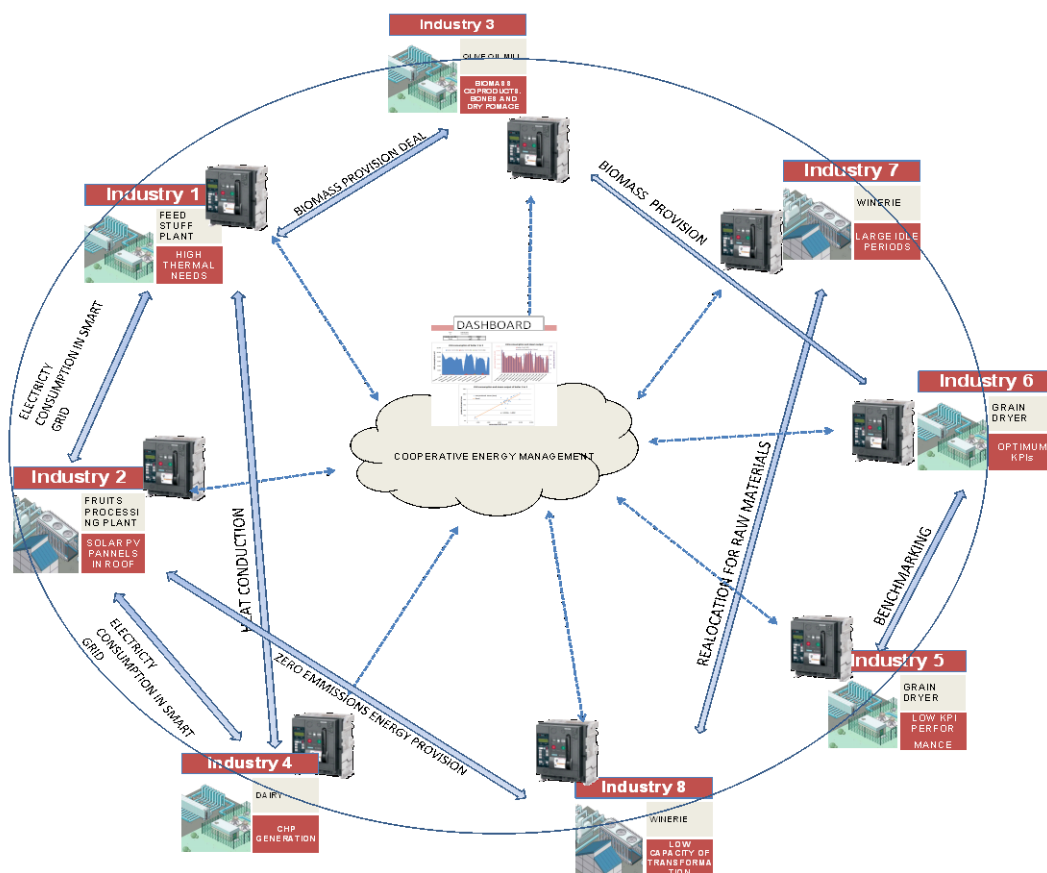 Industry 3
OLIVE OIL MILL
BIOMASS
COPRODUCTS,
BONES AND
DRY POMACE
BIOMASS PROVISION DEAL
BIOMASS PROVISION
Industry 1
FEED
STUFF
PLANT
HIGH
THERMAL
NEEDS
Industry 7
WINERIE
LARGE IDLE
PERIODS
DASHBOARD
COOPERATIVE ENERGY MANAGEMENT
ELECTRICTY
CONSUMPTION IN SMART
GRID
Industry 6
GRAIN
DRYER
OPTIMUM
KPIs
Industry 2
FRUITS
PROCESSI
NG PLANT
SOLAR PV
PANNELS
IN ROOF
HEAT CONDUCTION
REALOCATION FOR RAW MATERIALS
BENCHMARKING
ELECTRICTY
CONSUMPTION IN SMART
GRID
ZERO EMMISSIONS ENERGY PROVISION
Industry 5
GRAIN
DRYER
LOW KPI
PERFOR
MANCE
Industry 4
DAIRY
CHP
GENERATION
Industry 8
WINERIE
LOW
CAPACITY OF
TRANSFORMA
TION